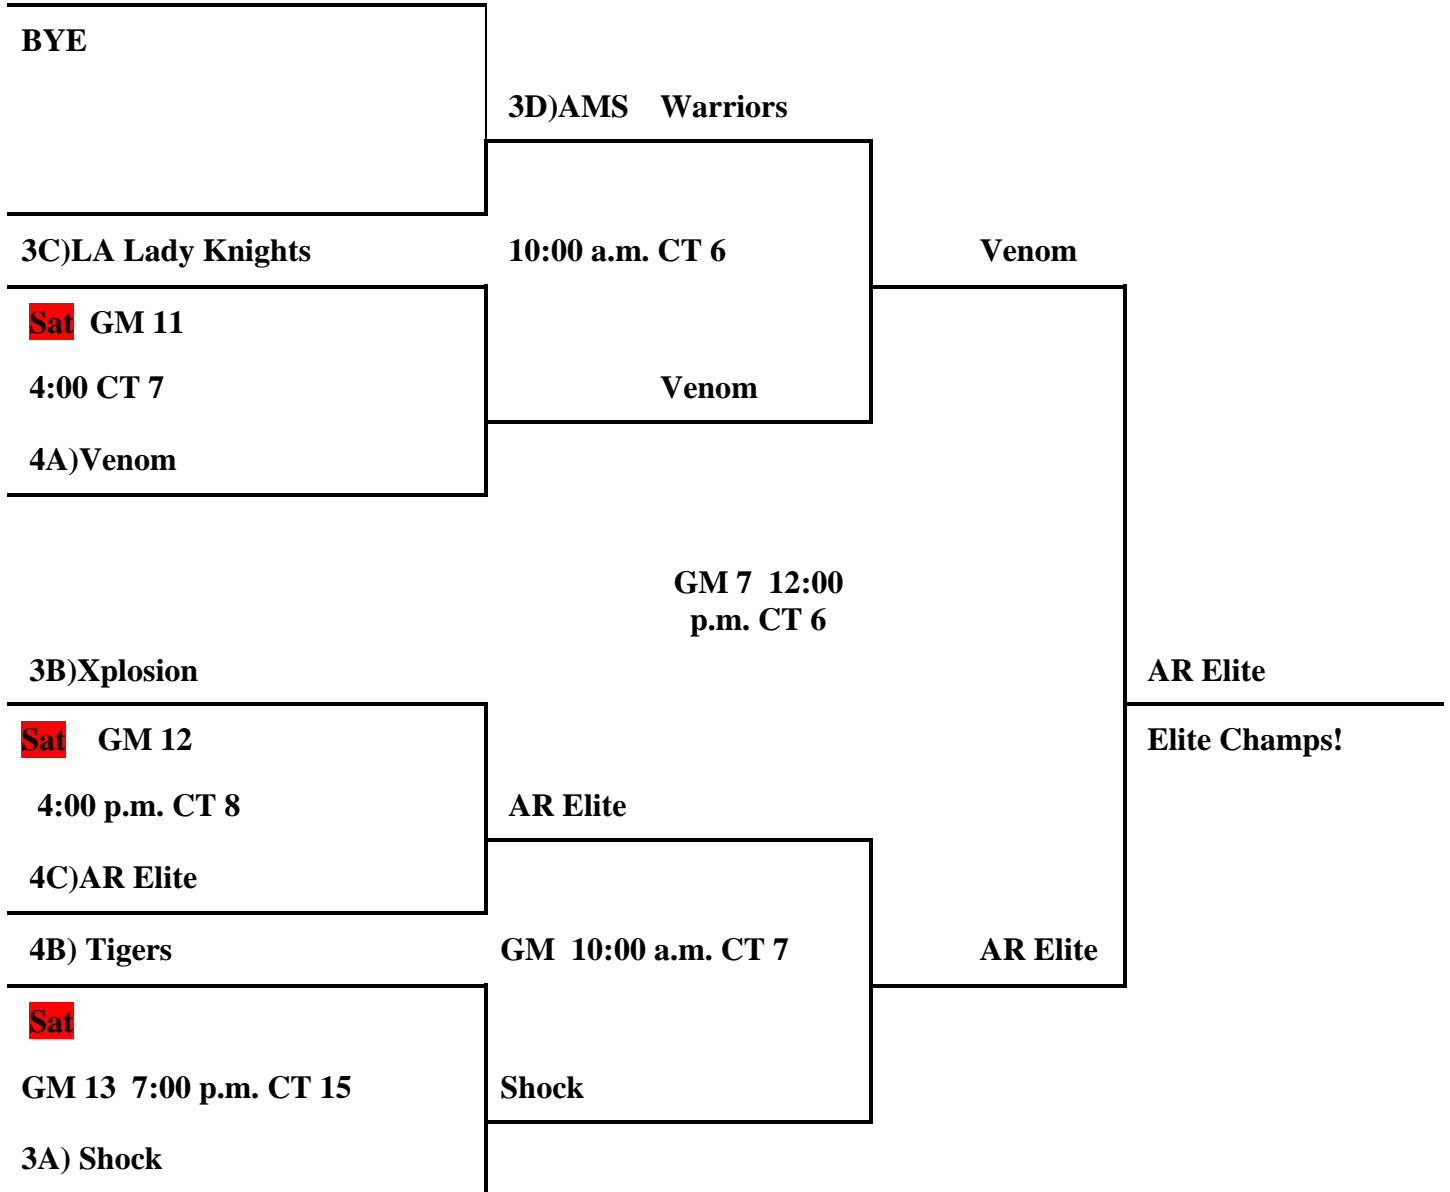 BYE
3D)AMS Warriors
3C)LA Lady Knights 10:00 a.m. CT 6 Venom
Sat GM 11
4:00 CT 7 Venom
4A)Venom
GM 7 12:00
p.m. CT 6
3B)Xplosion AR Elite
Sat GM 12 Elite Champs!
4:00 p.m. CT 8 AR Elite
4C)AR Elite
4B) Tigers GM 10:00 a.m. CT 7 AR Elite
Sat
GM 13 7:00 p.m. CT 15 Shock
3A) Shock